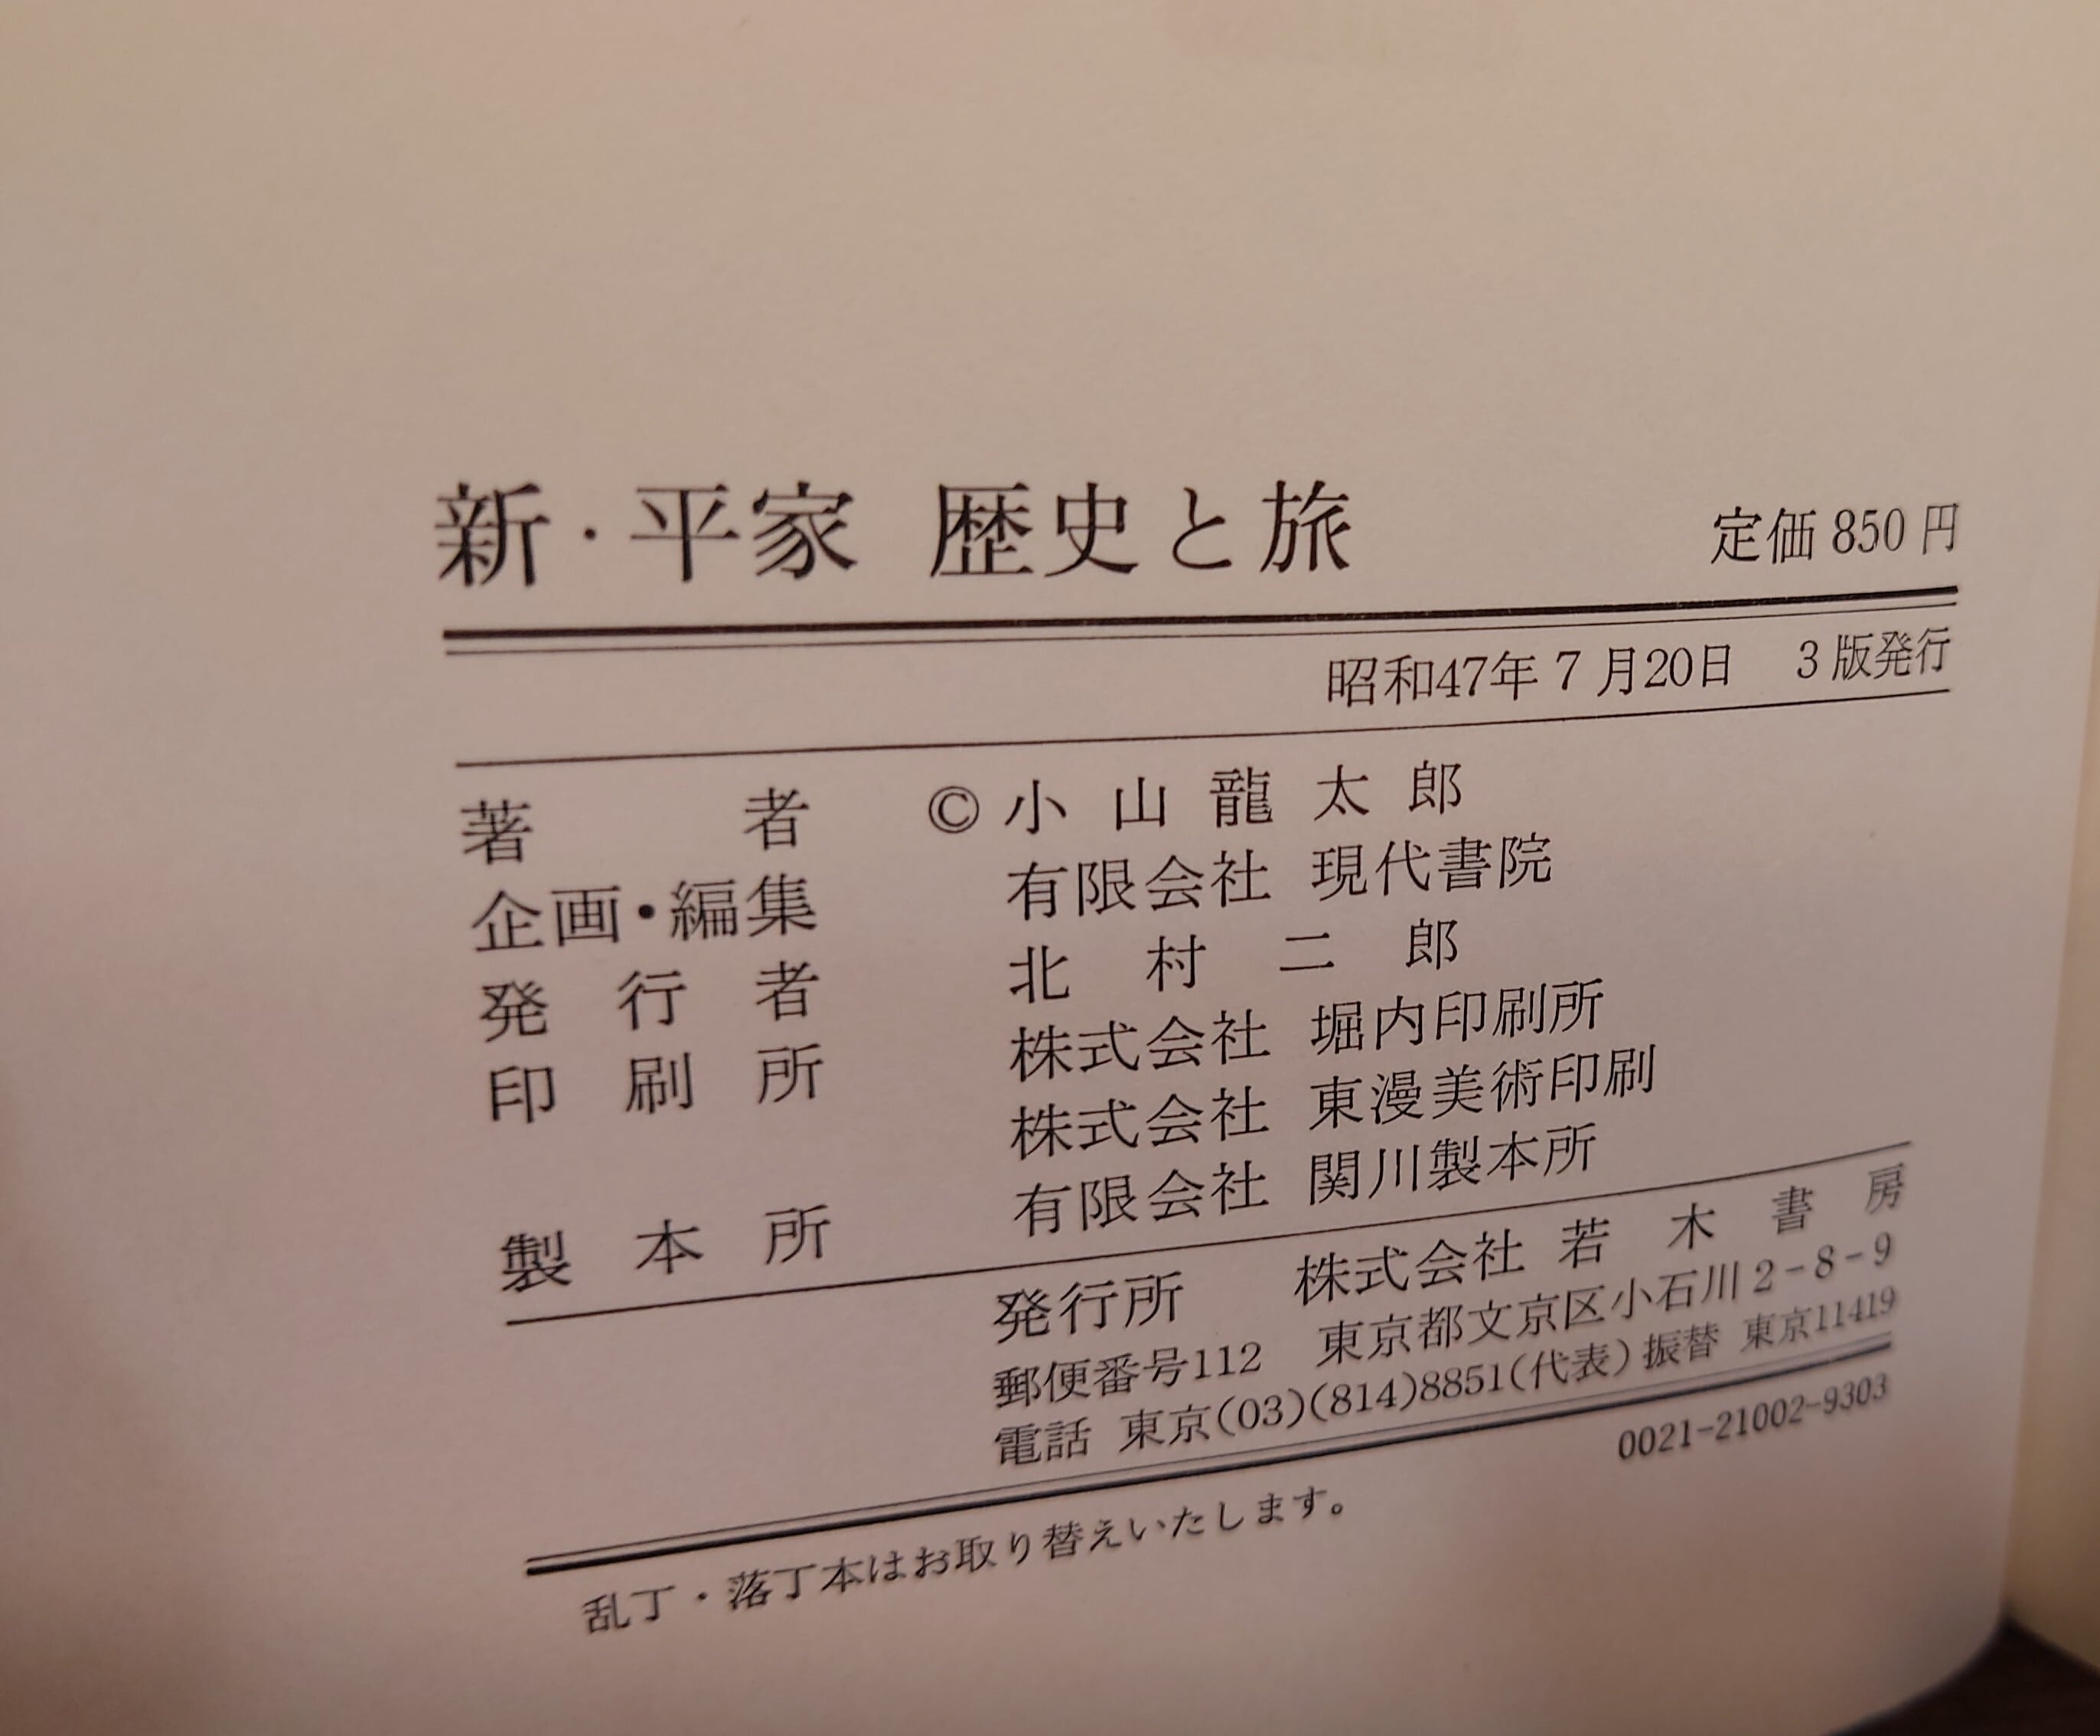 新・平家 歴史と旅 定価850円
昭和47年7月20日 3版発行
著者 ©小山龍太郎
企画・編集 有限会社 現代書院
発行者 北村二郎
印刷所 株式会社 堀内印刷所
株式会社 東漫美術印刷
製本所 有限会社 関川製本所
発行所 株式会社 若木書房
郵便番号112 東京都文京区小石川2-8-9
電話 東京(03)(814)8851(代表) 振替 東京11419
0021-21002-9303
乱丁・落丁本はお取り替えいたします。